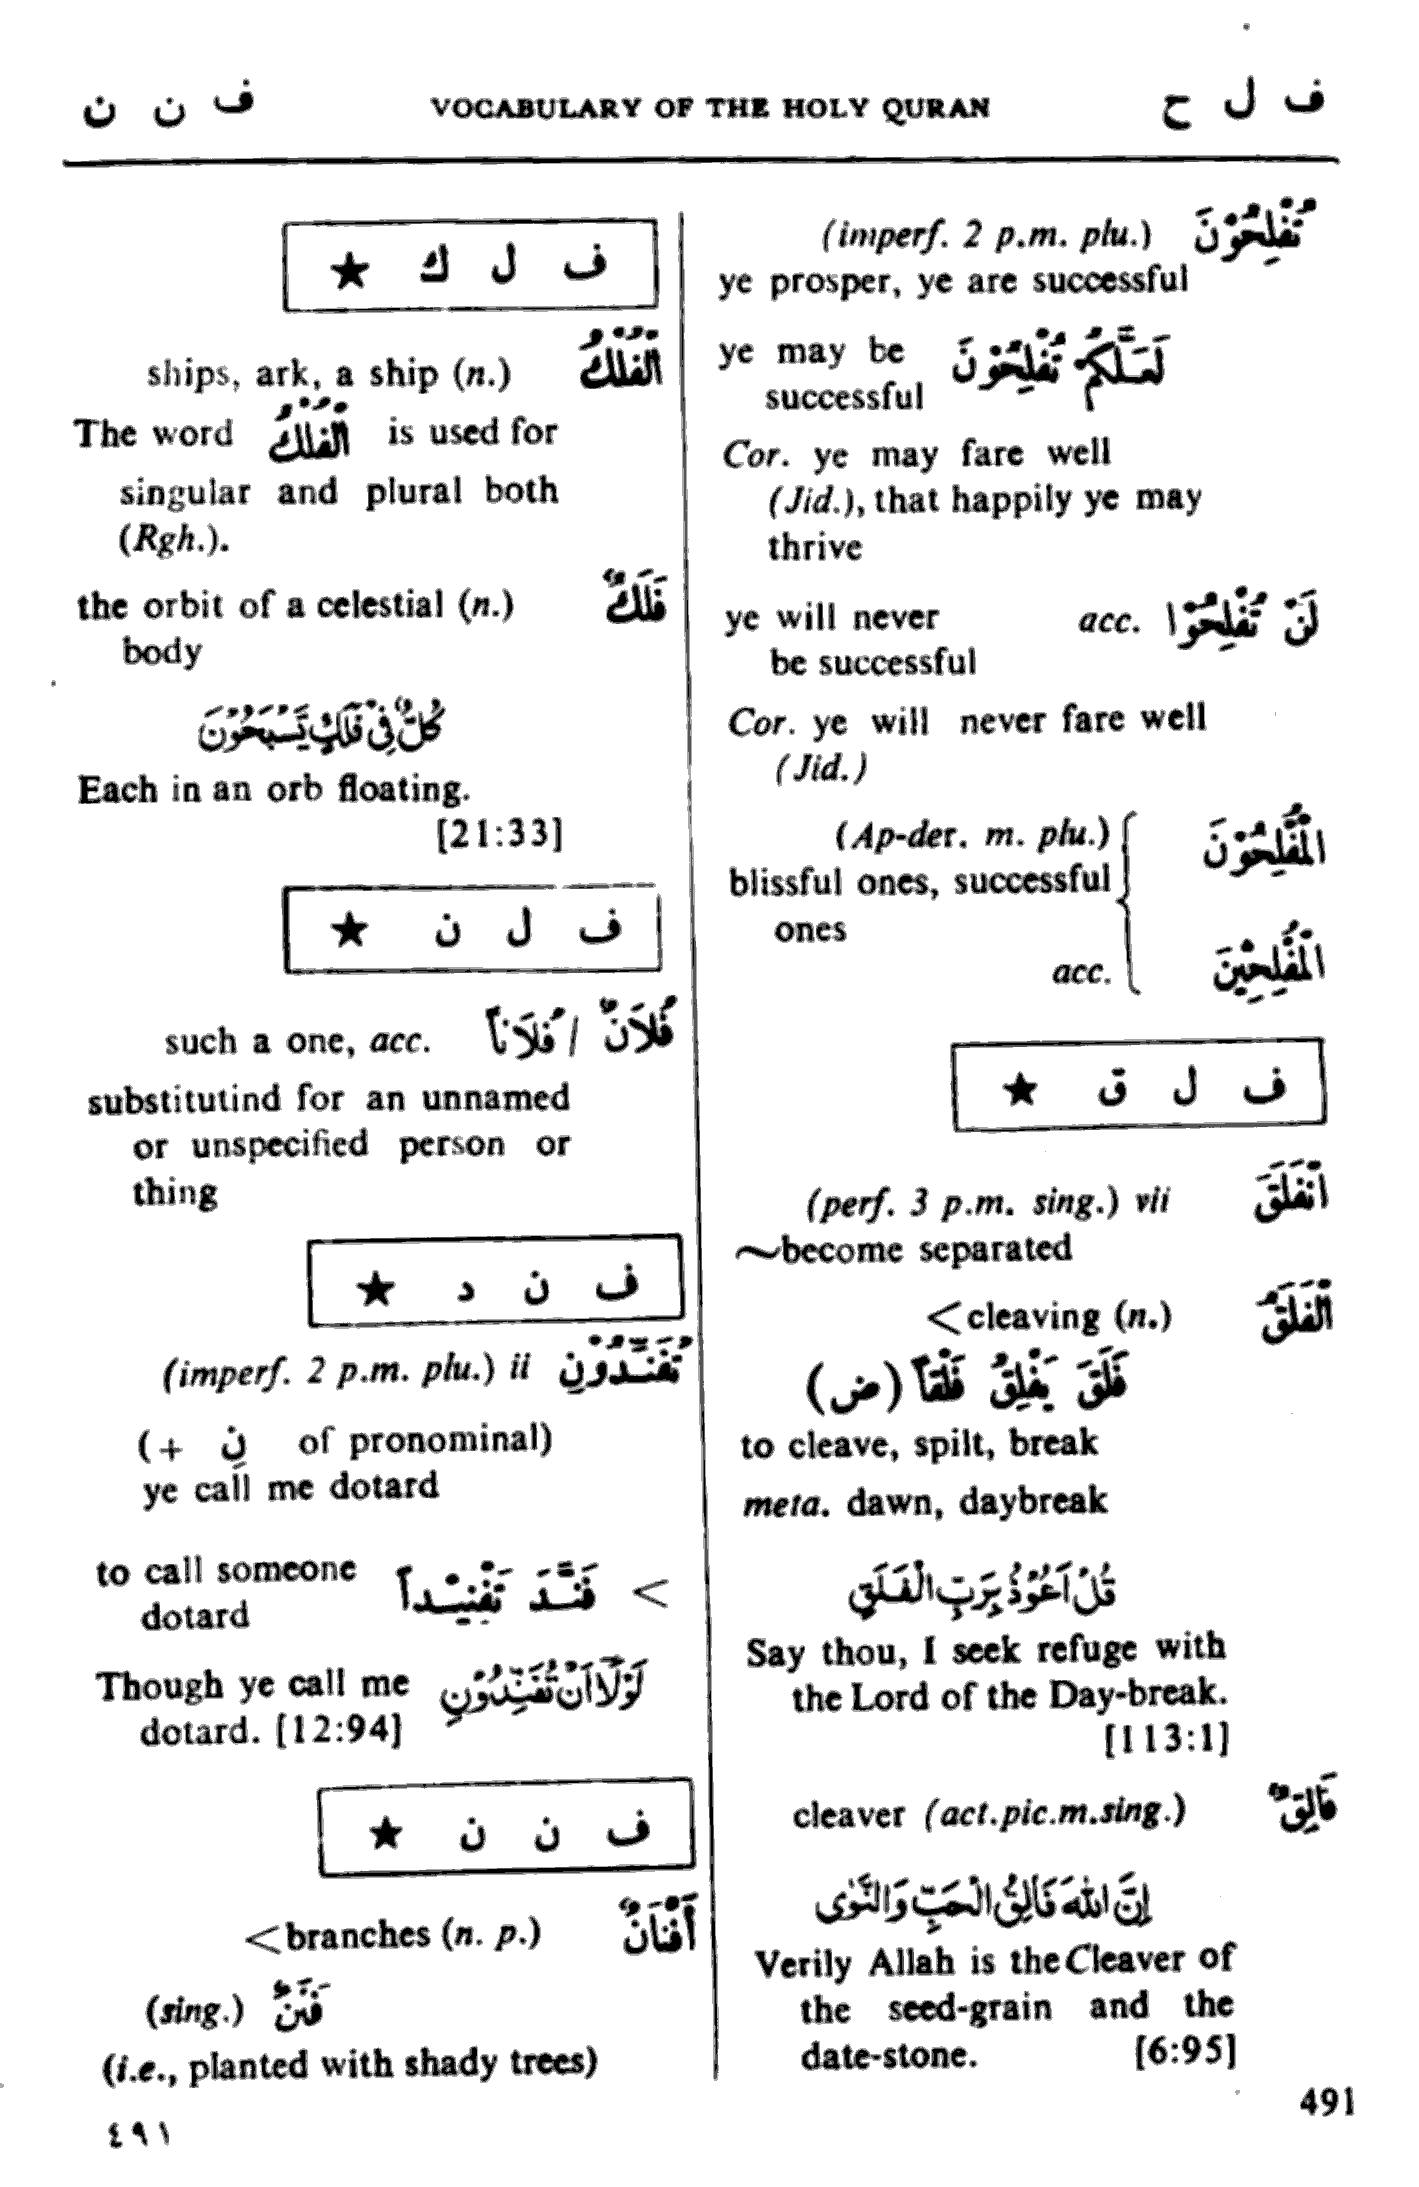 ف ن ن VOCABULARY OF THE HOLY QURAN ف ل ح
(imperf. 2 p.m. plu.) تُفْلِحُوْنَ
ye prosper, ye are successful
ye may be لَعَلَّكُمْ تُفْلِحُوْنَ
successful
Cor. ye may fare well
(Jid.), that happily ye may
thrive
ye will never acc. لَنْ تُفْلِحُوْا
be successful
Cor. ye will never fare well
(Jid.)
(Ap-der. m. plu.) الْمُفْلِحُوْنَ
blissful ones, successful
ones
acc. الْمُفْلِحِيْنَ
ف ل ق ★
(perf. 3 p.m. sing.) vii انْفَلَقَ
~become separated
<cleaving (n.) الْفَلَقُ
فَلَقَ يَفْلِقُ فَلْقاً (ض)
to cleave, spilt, break
meta. dawn, daybreak
قُلْ اَعُوْذُ بِرَبِّ الْفَلَقِ
Say thou, I seek refuge with
the Lord of the Day-break.
[113:1]
cleaver (act.pic.m.sing.) فَالِقٌ
اِنَّ اللّٰهَ فَالِقُ الْحَبِّ وَالنَّوٰى
Verily Allah is the Cleaver of
the seed-grain and the
date-stone. [6:95]
ف ل ك ★
ships, ark, a ship (n.) الْفُلْكُ
The word الْفُلْكُ is used for
singular and plural both
(Rgh.).
the orbit of a celestial (n.) فَلَكٌ
body
كُلٌّ فِيْ فَلَكٍ يَّسْبَحُوْنَ
Each in an orb floating.
[21:33]
ف ل ن ★
such a one, acc. فُلَانٌ / فُلَاناً
substitutind for an unnamed
or unspecified person or
thing
ف ن د ★
(imperf. 2 p.m. plu.) ii تُفَنِّدُوْنِ
(+ نِ of pronominal)
ye call me dotard
to call someone فَنَّدَ تَفْنِيْداً >
dotard
Though ye call me لَوْلَآ اَنْ تُفَنِّدُوْنِ
dotard. [12:94]
ف ن ن ★
<branches (n. p.) أَفْنَانٌ
(sing.) فَنَنٌ
(i.e., planted with shady trees)
491
٤٩١